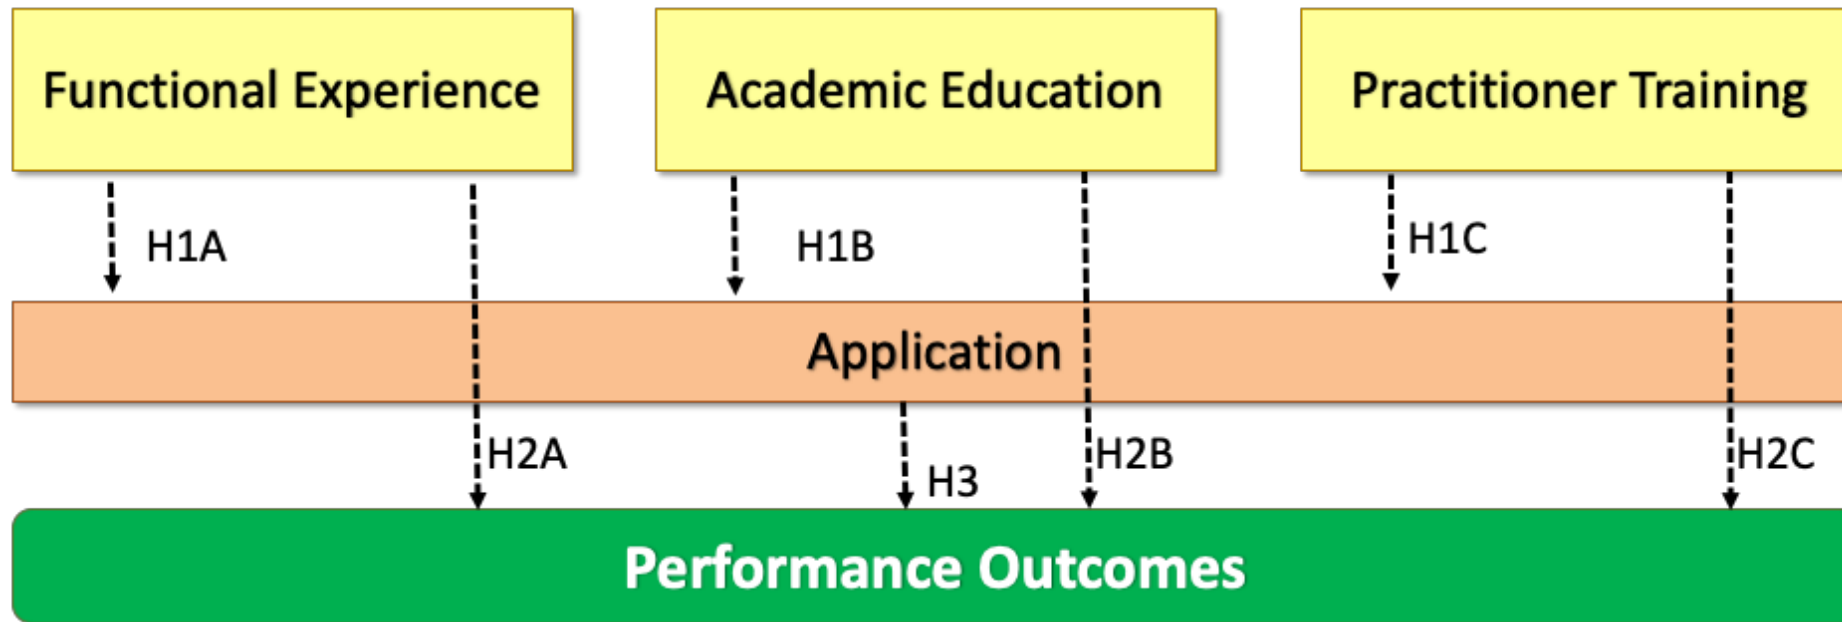 Functional Experience
Academic Education
Practitioner Training
H1A
H1B
H1C
Application
H2A
H3
H2B
H2C
Performance Outcomes